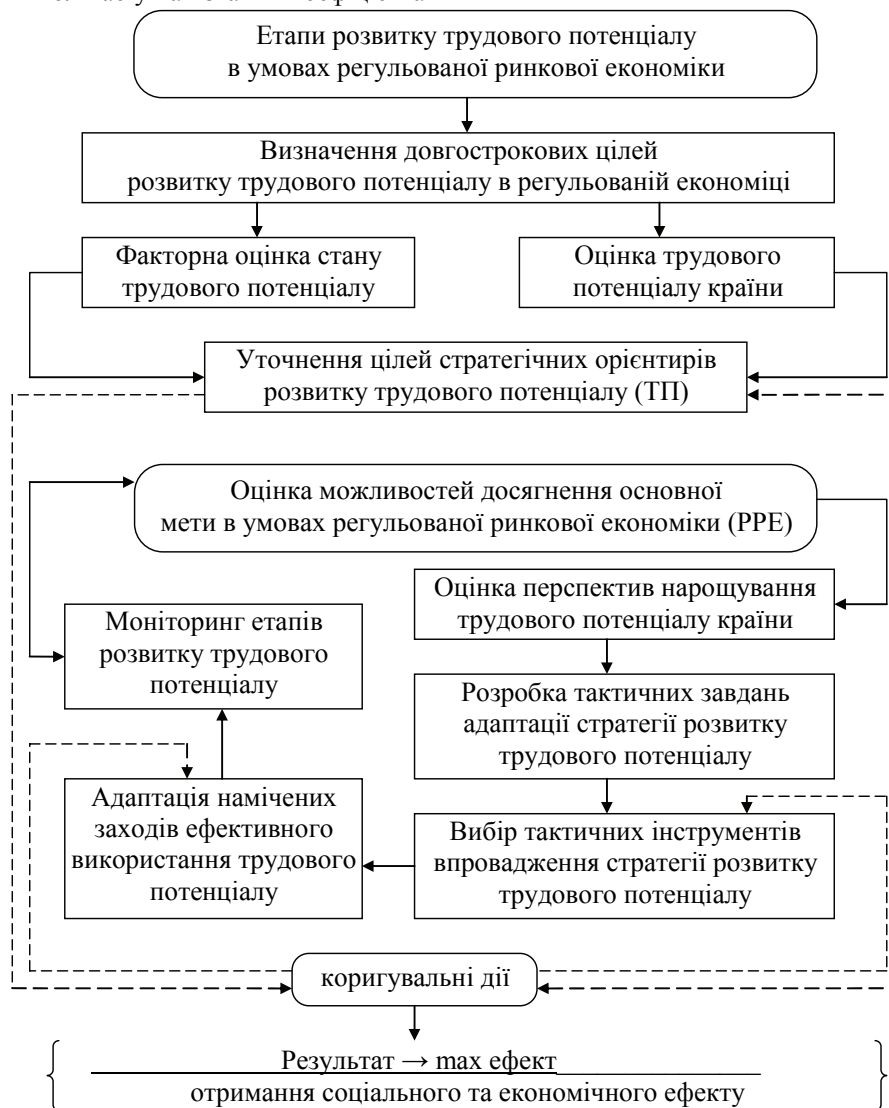 Етапи розвитку трудового потенціалу
в умовах регульованої ринкової економіки
Визначення довгострокових цілей
розвитку трудового потенціалу в регульованій економіці
Факторна оцінка стану
трудового потенціалу
Оцінка трудового
потенціалу країни
Уточнення цілей стратегічних орієнтирів
розвитку трудового потенціалу (ТП)
Оцінка можливостей досягнення основної
мети в умовах регульованої ринкової економіки (РРЕ)
Оцінка перспектив нарощування
трудового потенціалу країни
Моніторинг етапів
розвитку трудового
потенціалу
Розробка тактичних завдань
адаптації стратегії розвитку
трудового потенціалу
Адаптація намічених
заходів ефективного
використання трудового
потенціалу
Вибір тактичних інструментів
впровадження стратегії розвитку
трудового потенціалу
коригувальні дії
Результат → max ефект
отримання соціального та економічного ефекту